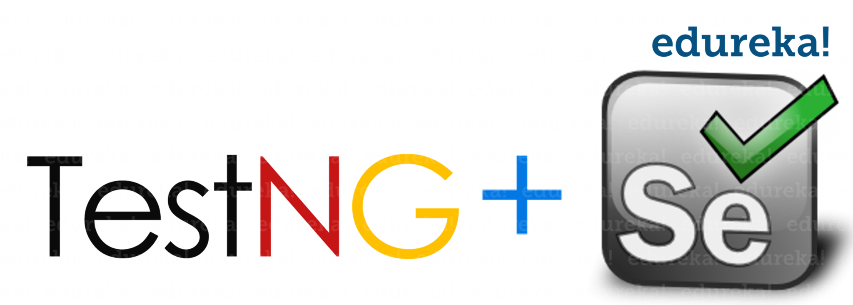 edureka!
TestNG +
Se